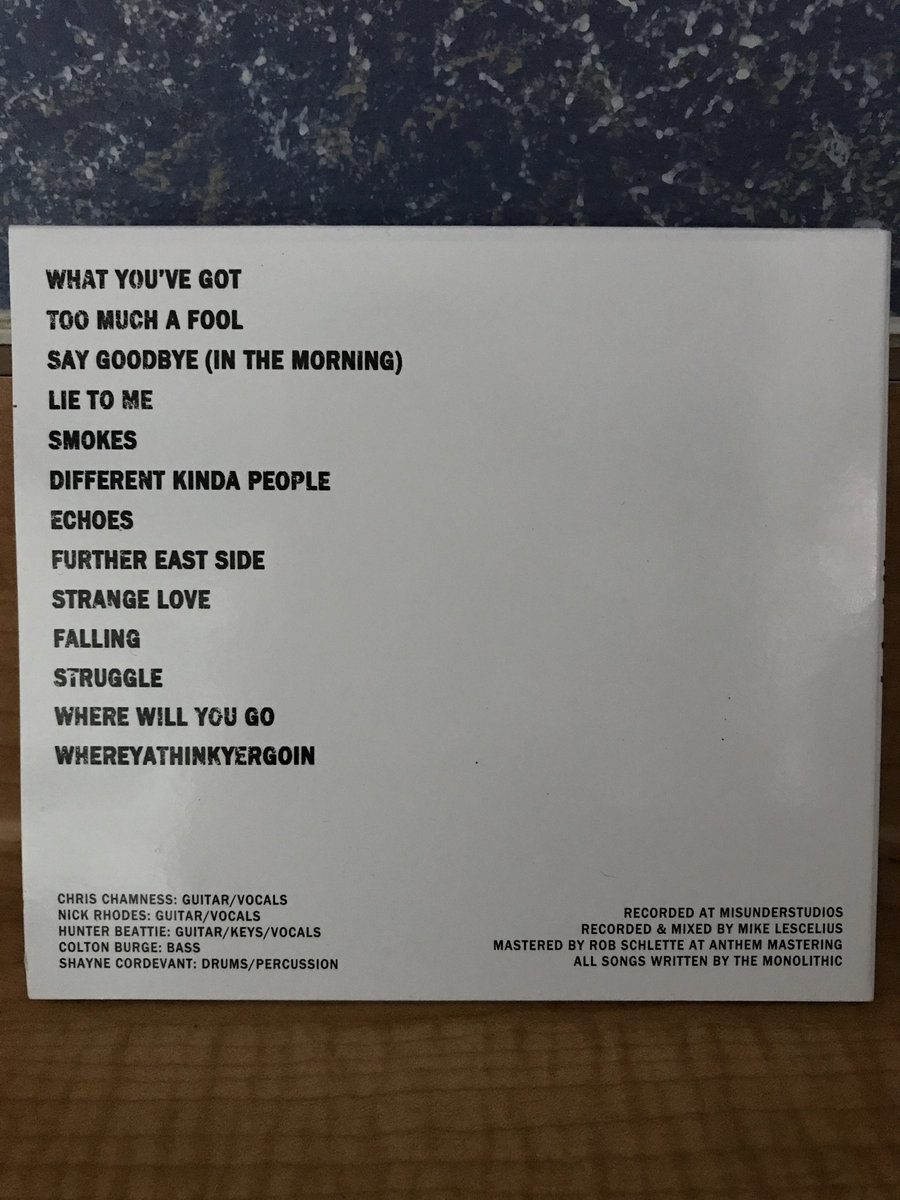 WHAT YOU'VE GOT
TOO MUCH A FOOL
SAY GOODBYE (IN THE MORNING)
LIE TO ME
SMOKES
DIFFERENT KINDA PEOPLE
ECHOES
FURTHER EAST SIDE
STRANGE LOVE
FALLING
STRUGGLE
WHERE WILL YOU GO
WHEREYATHINKYERGOIN
CHRIS CHAMNESS: GUITAR/VOCALS
NICK RHODES: GUITAR/VOCALS
HUNTER BEATTIE: GUITAR/KEYS/VOCALS
COLTON BURGE: BASS
SHAYNE CORDEVANT: DRUMS/PERCUSSION
RECORDED AT MISUNDERSTUDIOS
RECORDED & MIXED BY MIKE LESCELIUS
MASTERED BY ROB SCHLETTE AT ANTHEM MASTERING
ALL SONGS WRITTEN BY THE MONOLITHIC